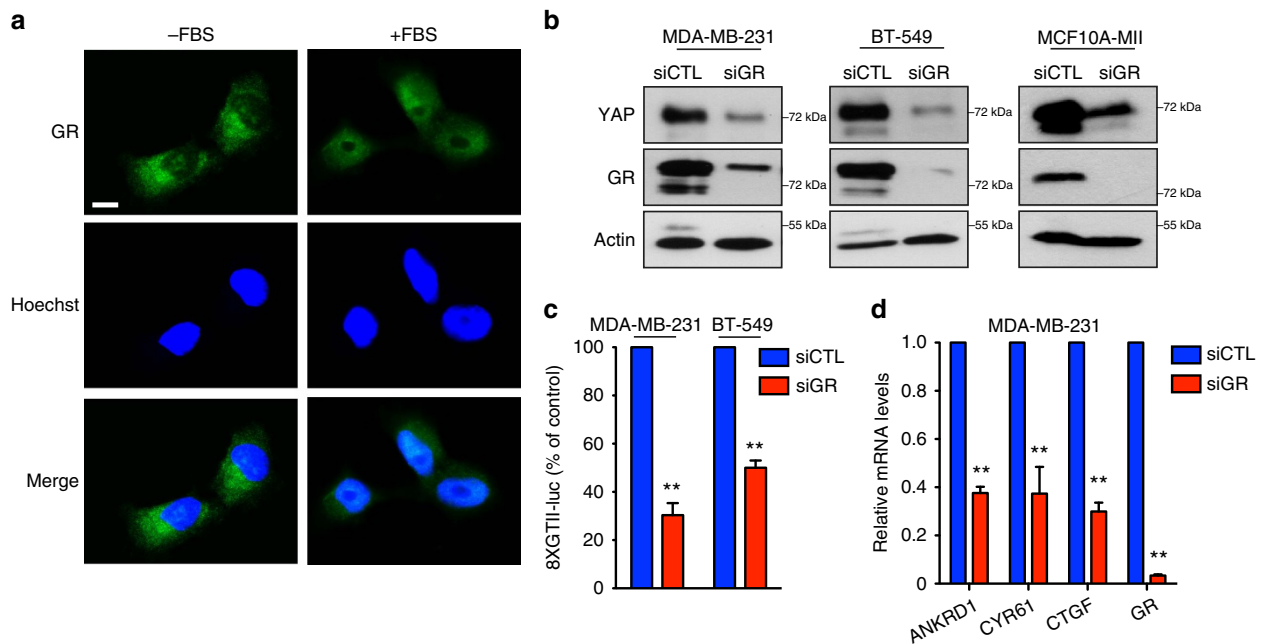 a
–FBS
+FBS
GR
Hoechst
Merge
b
MDA-MB-231
BT-549
MCF10A-MII
siCTL
siGR
siCTL
siGR
siCTL
siGR
YAP
–72 kDa
–72 kDa
–72 kDa
GR
–72 kDa
–72 kDa
–72 kDa
Actin
–55 kDa
–55 kDa
–55 kDa
c
MDA-MB-231
BT-549
siCTL
siGR
8XGTII-luc (% of control)
100
80
60
40
20
0
**
**
d
MDA-MB-231
siCTL
siGR
Relative mRNA levels
1.0
0.8
0.6
0.4
0.2
0
**
**
**
**
ANKRD1
CYR61
CTGF
GR